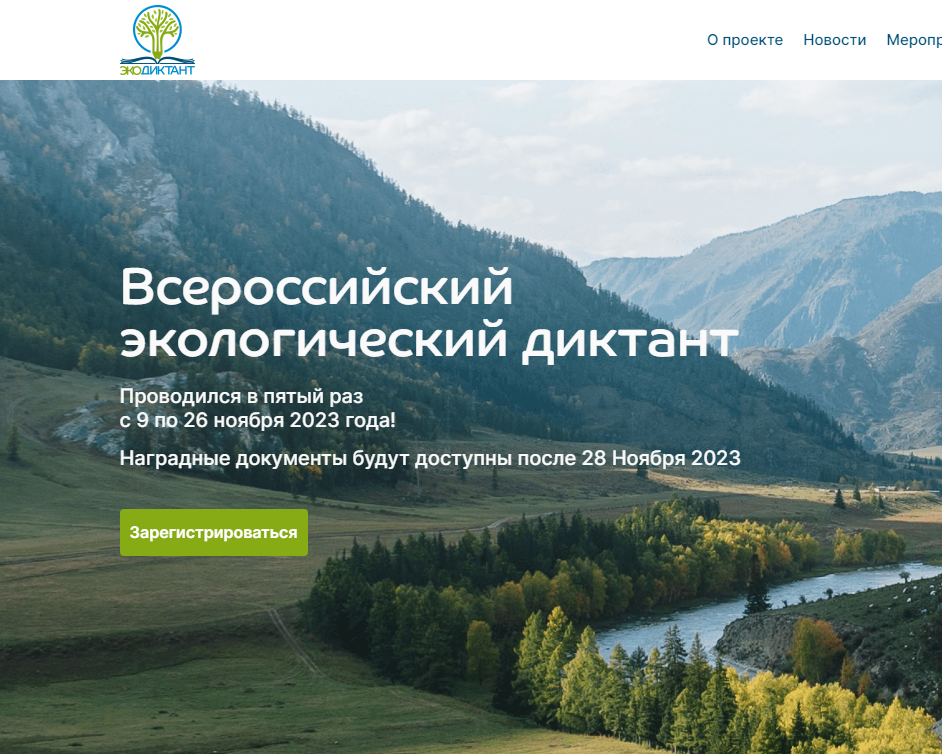 ЭКОДИКТАНТ
О проекте
Новости
Меропр
Всероссийский
экологический диктант
Проводился в пятый раз
с 9 по 26 ноября 2023 года!
Наградные документы будут доступны после 28 Ноября 2023
Зарегистрироваться